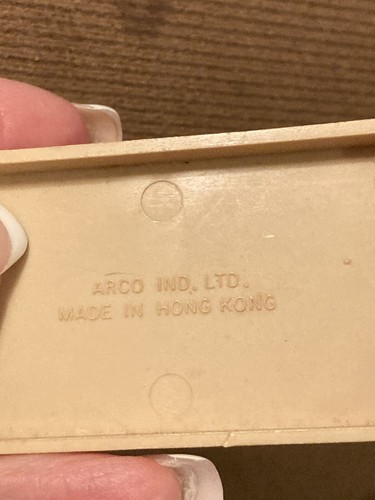 ARCO IND. LTD.
MADE IN HONG KONG